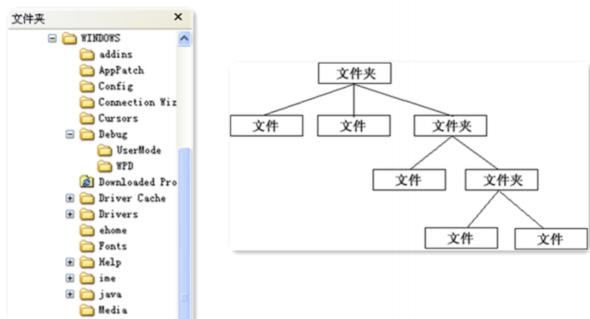 文件夹 ×
WINDOWS
addins
AppPatch
Config
Connection Wiz
Cursors
Debug
UserMode
WPD
Downloaded Pro
Driver Cache
Drivers
ehome
Fonts
Help
ime
java
Media
文件夹
文件 文件 文件夹
文件 文件夹
文件 文件